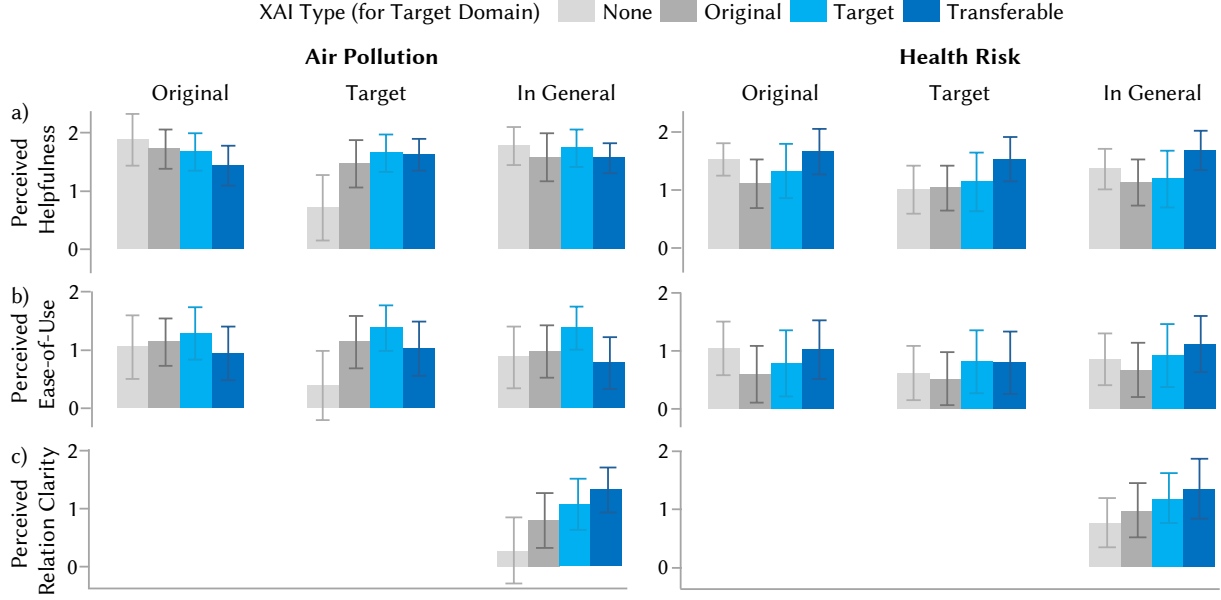 XAI Type (for Target Domain) None Original Target Transferable
Air Pollution Health Risk
Original Target In General Original Target In General
a)
Perceived
Helpfulness
2
1
0
2
1
0
b)
Perceived
Ease-of-Use
2
1
0
2
1
0
c)
Perceived
Relation Clarity
2
1
0
2
1
0